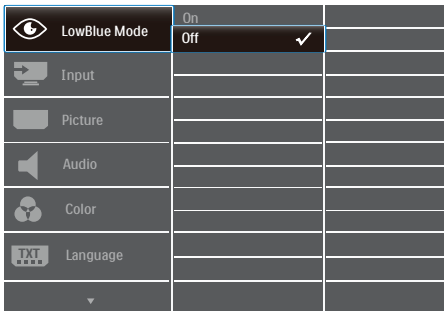 LowBlue Mode
On
Off
Input
Picture
Audio
Color
TXT
Language